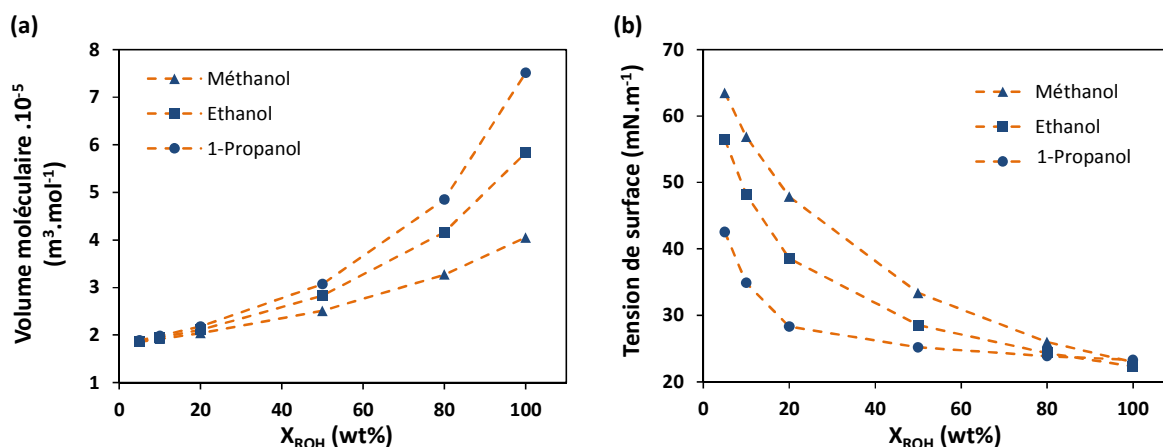 (a)
Volume moléculaire .10⁻⁵
(m³.mol⁻¹)
8
7
6
5
4
3
2
1
Méthanol
Ethanol
1-Propanol
0 20 40 60 80 100
X_ROH (wt%)
(b)
Tension de surface (mN.m⁻¹)
70
60
50
40
30
20
Méthanol
Ethanol
1-Propanol
0 20 40 60 80 100
X_ROH (wt%)